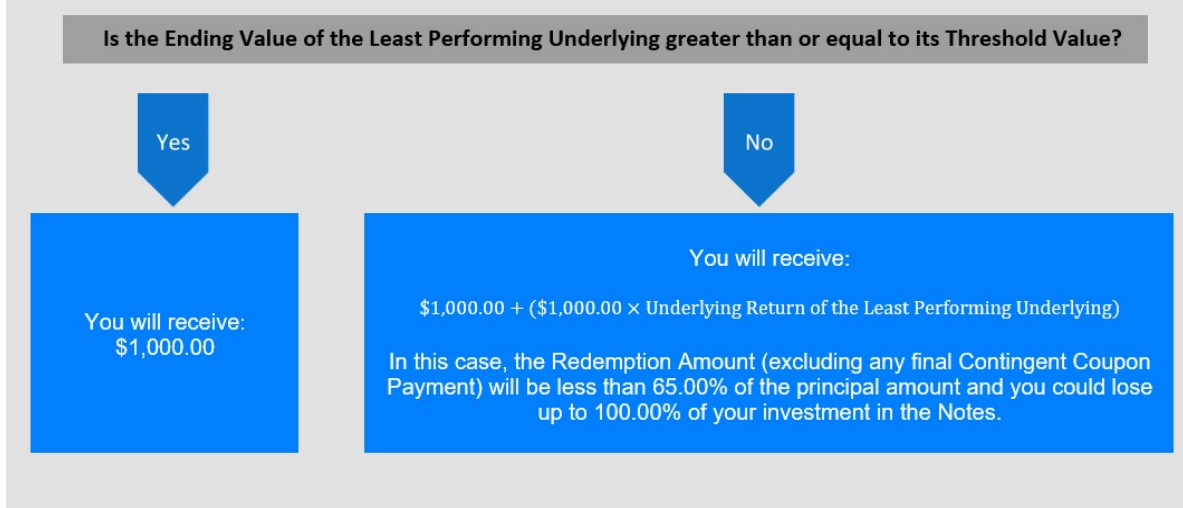 Is the Ending Value of the Least Performing Underlying greater than or equal to its Threshold Value?
Yes
No
You will receive:
$1,000.00
You will receive:
$1,000.00 + ($1,000.00 × Underlying Return of the Least Performing Underlying)
In this case, the Redemption Amount (excluding any final Contingent Coupon
Payment) will be less than 65.00% of the principal amount and you could lose
up to 100.00% of your investment in the Notes.